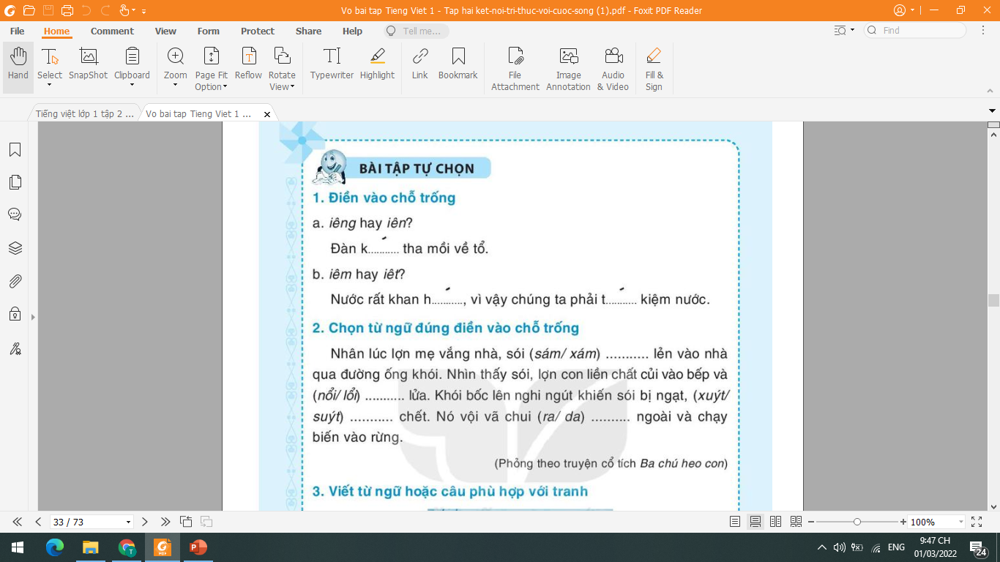 Vo bai tap Tieng Viet 1 - Tap hai ket-noi-tri-thuc-voi-cuoc-song (1).pdf - Foxit PDF Reader
File Home Comment View Form Protect Share Help Tell me... Find
Hand Select SnapShot Clipboard Zoom Page Fit Option Reflow Rotate View Typewriter Highlight Link Bookmark File Attachment Image Annotation Audio & Video Fill & Sign
Tiếng việt lớp 1 tập 2 ... Vo bai tap Tieng Viet 1 ...
BÀI TẬP TỰ CHỌN
1. Điền vào chỗ trống
a. iêng hay iên?
Đàn k........... tha mồi về tổ.
b. iêm hay iêt?
Nước rất khan h..........., vì vậy chúng ta phải t........... kiệm nước.
2. Chọn từ ngữ đúng điền vào chỗ trống
Nhân lúc lợn mẹ vắng nhà, sói (sám/ xám) ........... lẻn vào nhà
qua đường ống khói. Nhìn thấy sói, lợn con liền chất củi vào bếp và
(nổi/ lổi) ........... lửa. Khói bốc lên nghi ngút khiến sói bị ngạt, (xuýt/
suýt) ........... chết. Nó vội vã chui (ra/ da) .......... ngoài và chạy
biến vào rừng.
(Phỏng theo truyện cổ tích Ba chú heo con)
3. Viết từ ngữ hoặc câu phù hợp với tranh
33 / 73
100%
ENG
9:47 CH
01/03/2022
24